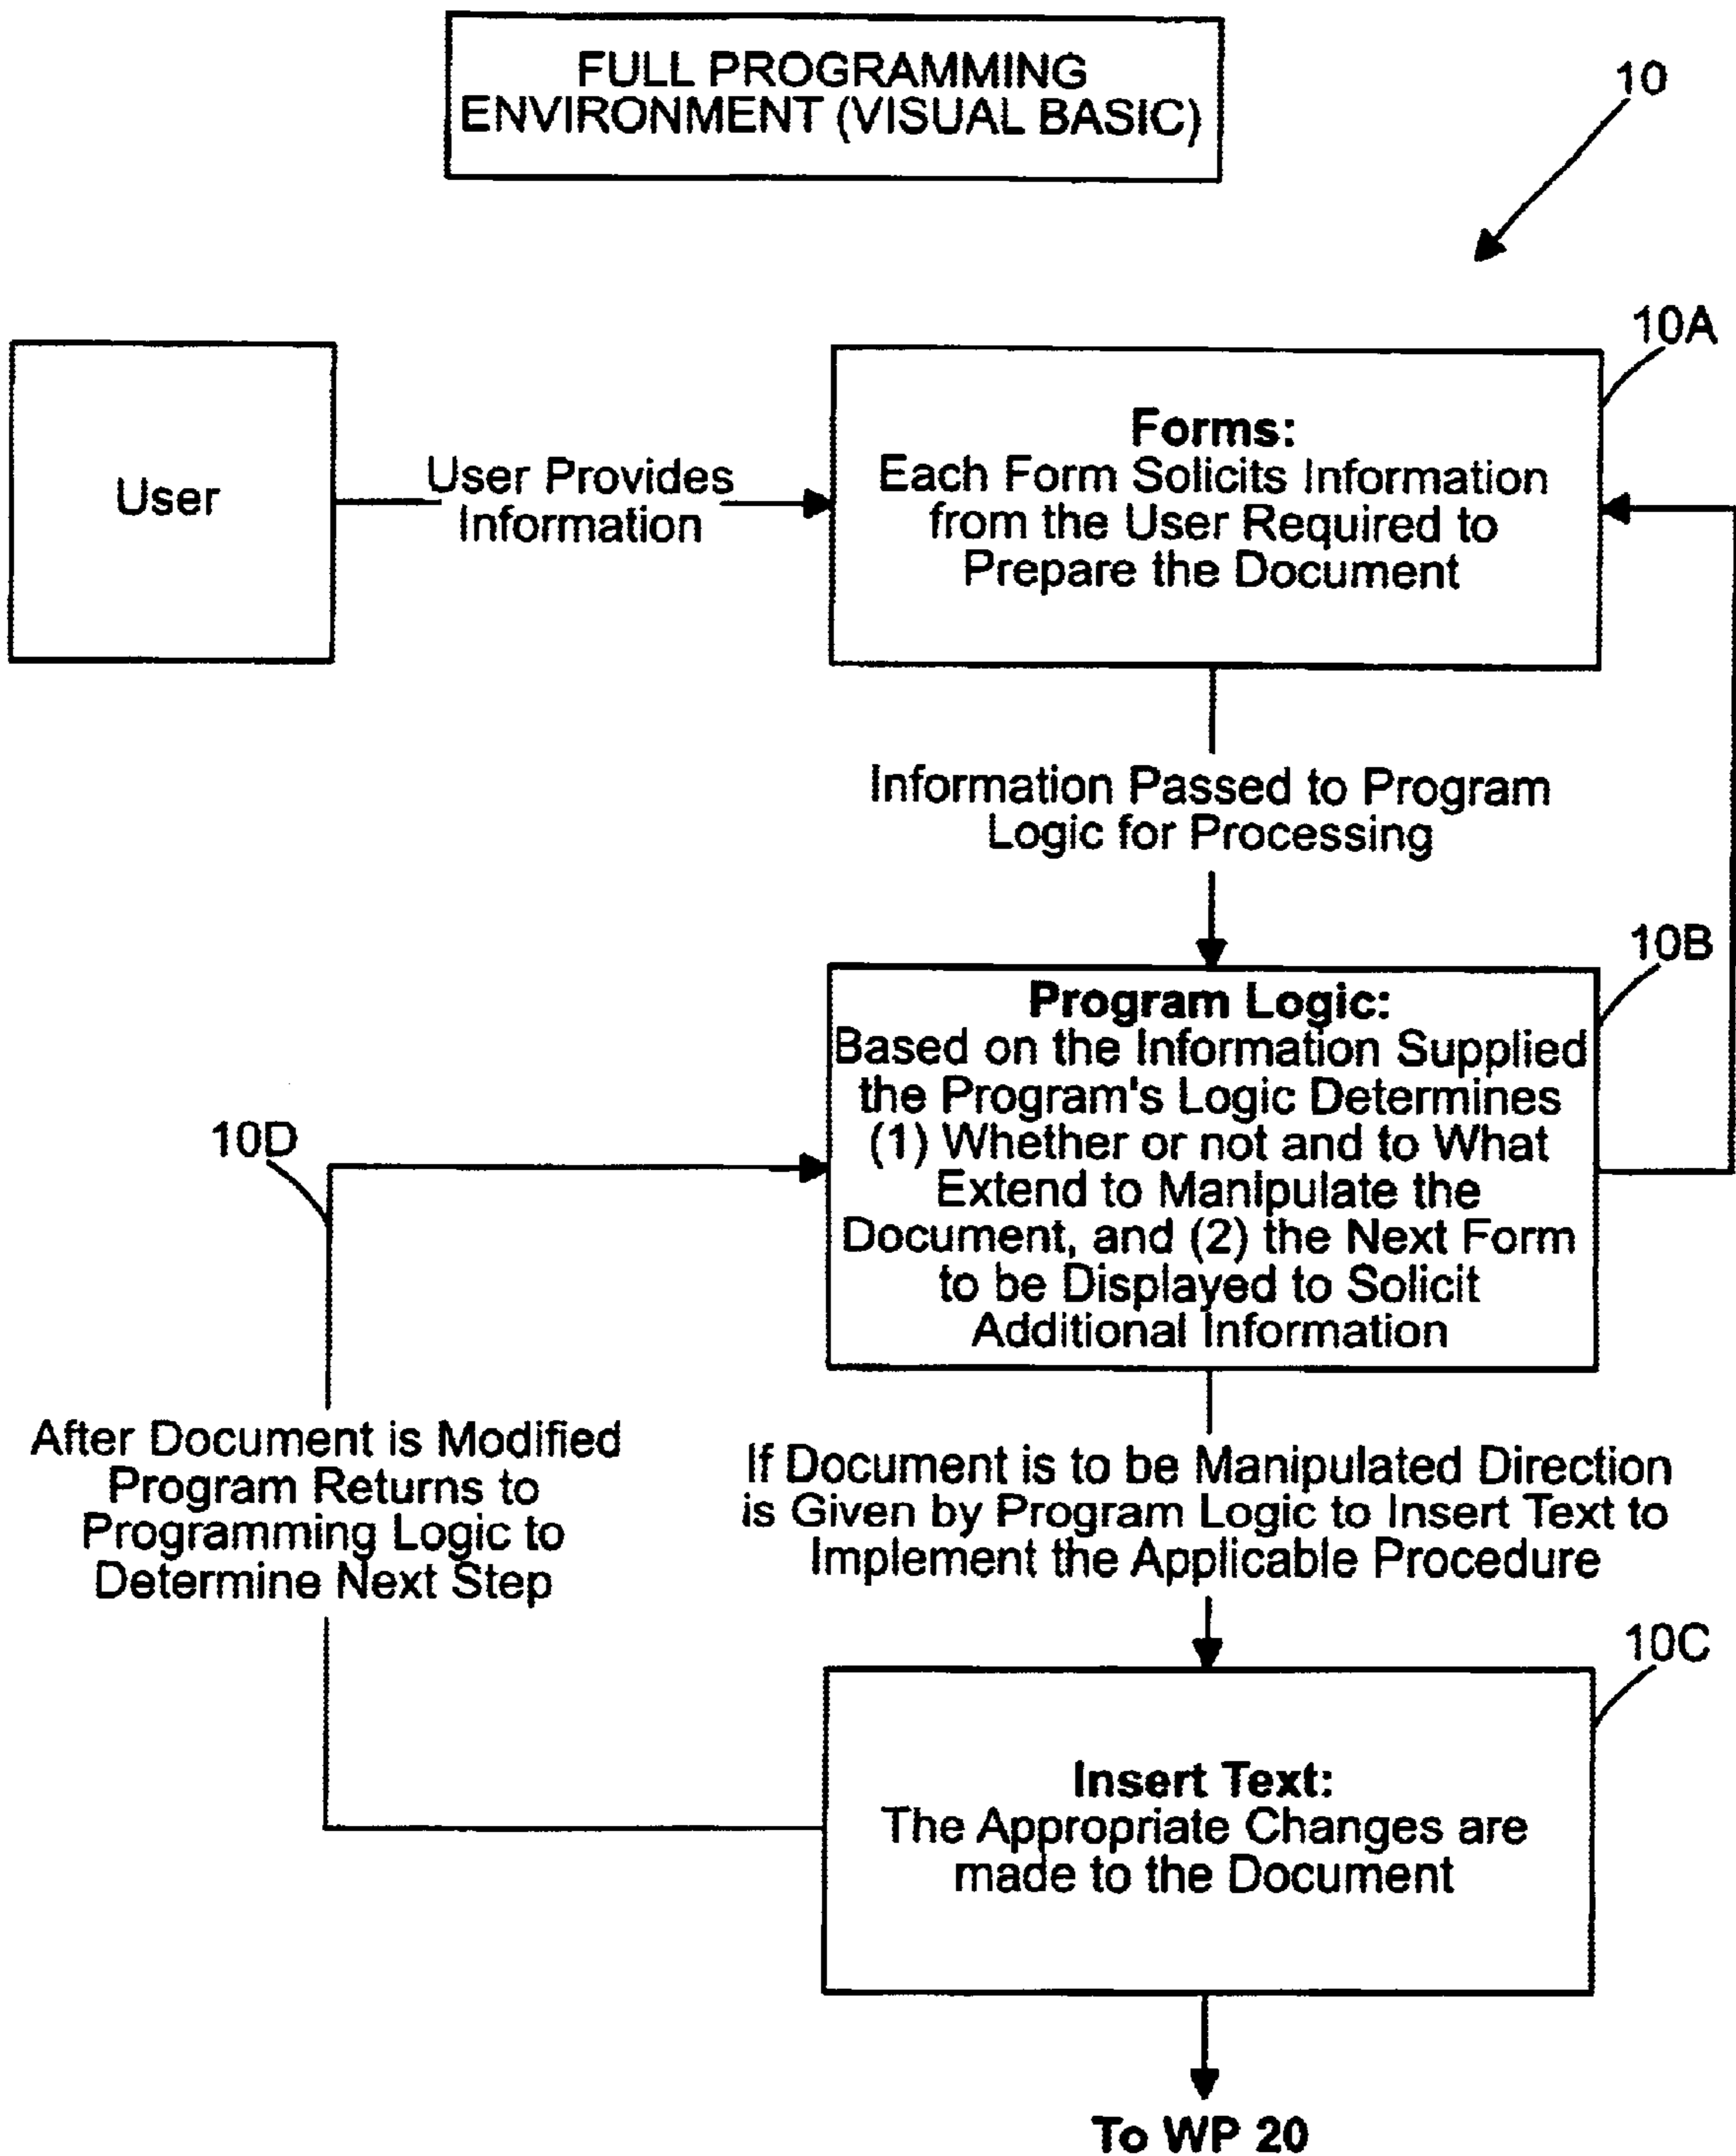 FULL PROGRAMMING
ENVIRONMENT (VISUAL BASIC)
10
10A
User
User Provides
Information
Forms:
Each Form Solicits Information
from the User Required to
Prepare the Document
Information Passed to Program
Logic for Processing
10B
Program Logic:
Based on the Information Supplied
the Program's Logic Determines
(1) Whether or not and to What
Extend to Manipulate the
Document, and (2) the Next Form
to be Displayed to Solicit
Additional Information
10D
After Document is Modified
Program Returns to
Programming Logic to
Determine Next Step
If Document is to be Manipulated Direction
is Given by Program Logic to Insert Text to
Implement the Applicable Procedure
10C
Insert Text:
The Appropriate Changes are
made to the Document
To WP 20